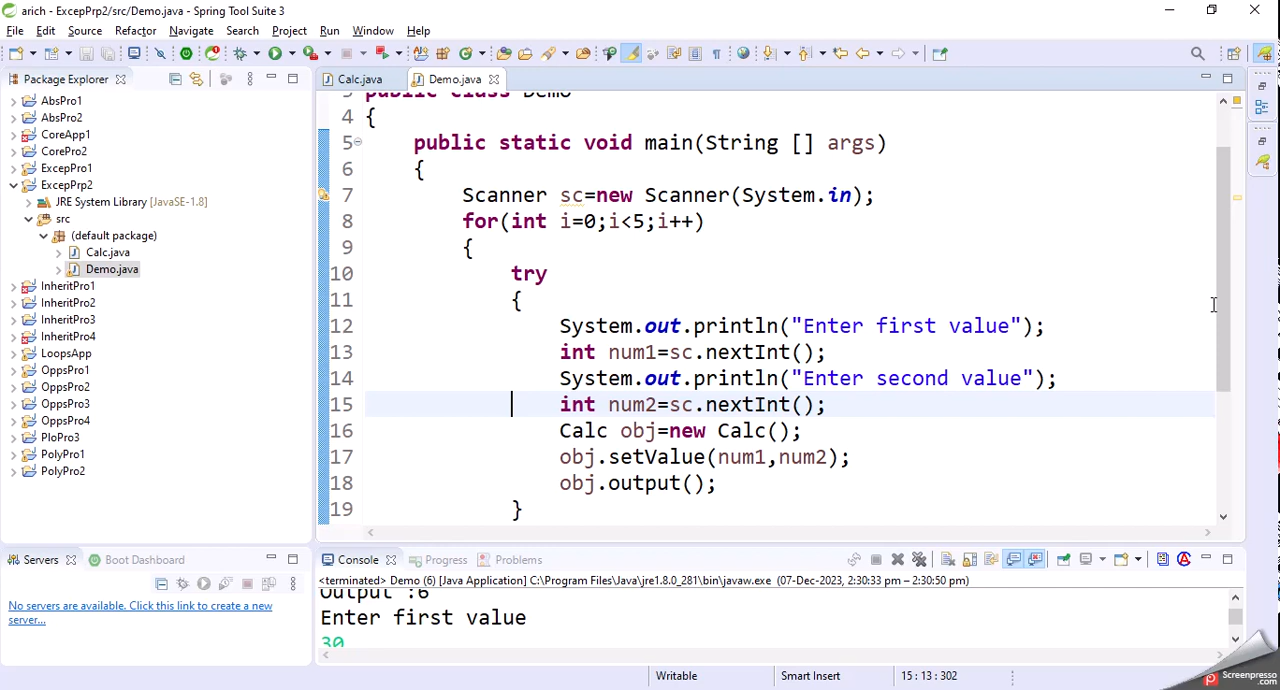 arich - ExcepPrp2/src/Demo.java - Spring Tool Suite 3
File Edit Source Refactor Navigate Search Project Run Window Help
Package Explorer
AbsPro1
AbsPro2
CoreApp1
CorePro2
ExcepPro1
ExcepPrp2
JRE System Library [JavaSE-1.8]
src
(default package)
Calc.java
Demo.java
InheritPro1
InheritPro2
InheritPro3
InheritPro4
LoopsApp
OppsPro1
OppsPro2
OppsPro3
OppsPro4
PloPro3
PolyPro1
PolyPro2
Calc.java Demo.java
3 public class Demo
4 {
5 public static void main(String [] args)
6 {
7 Scanner sc=new Scanner(System.in);
8 for(int i=0;i<5;i++)
9 {
10 try
11 {
12 System.out.println("Enter first value");
13 int num1=sc.nextInt();
14 System.out.println("Enter second value");
15 int num2=sc.nextInt();
16 Calc obj=new Calc();
17 obj.setValue(num1,num2);
18 obj.output();
19 }
Servers Boot Dashboard
No servers are available. Click this link to create a new
server...
Console Progress Problems
<terminated> Demo (6) [Java Application] C:\Program Files\Java\jre1.8.0_281\bin\javaw.exe (07-Dec-2023, 2:30:33 pm – 2:30:50 pm)
Output :6
Enter first value
30
Writable Smart Insert 15 : 13 : 302
Screenpresso
.com